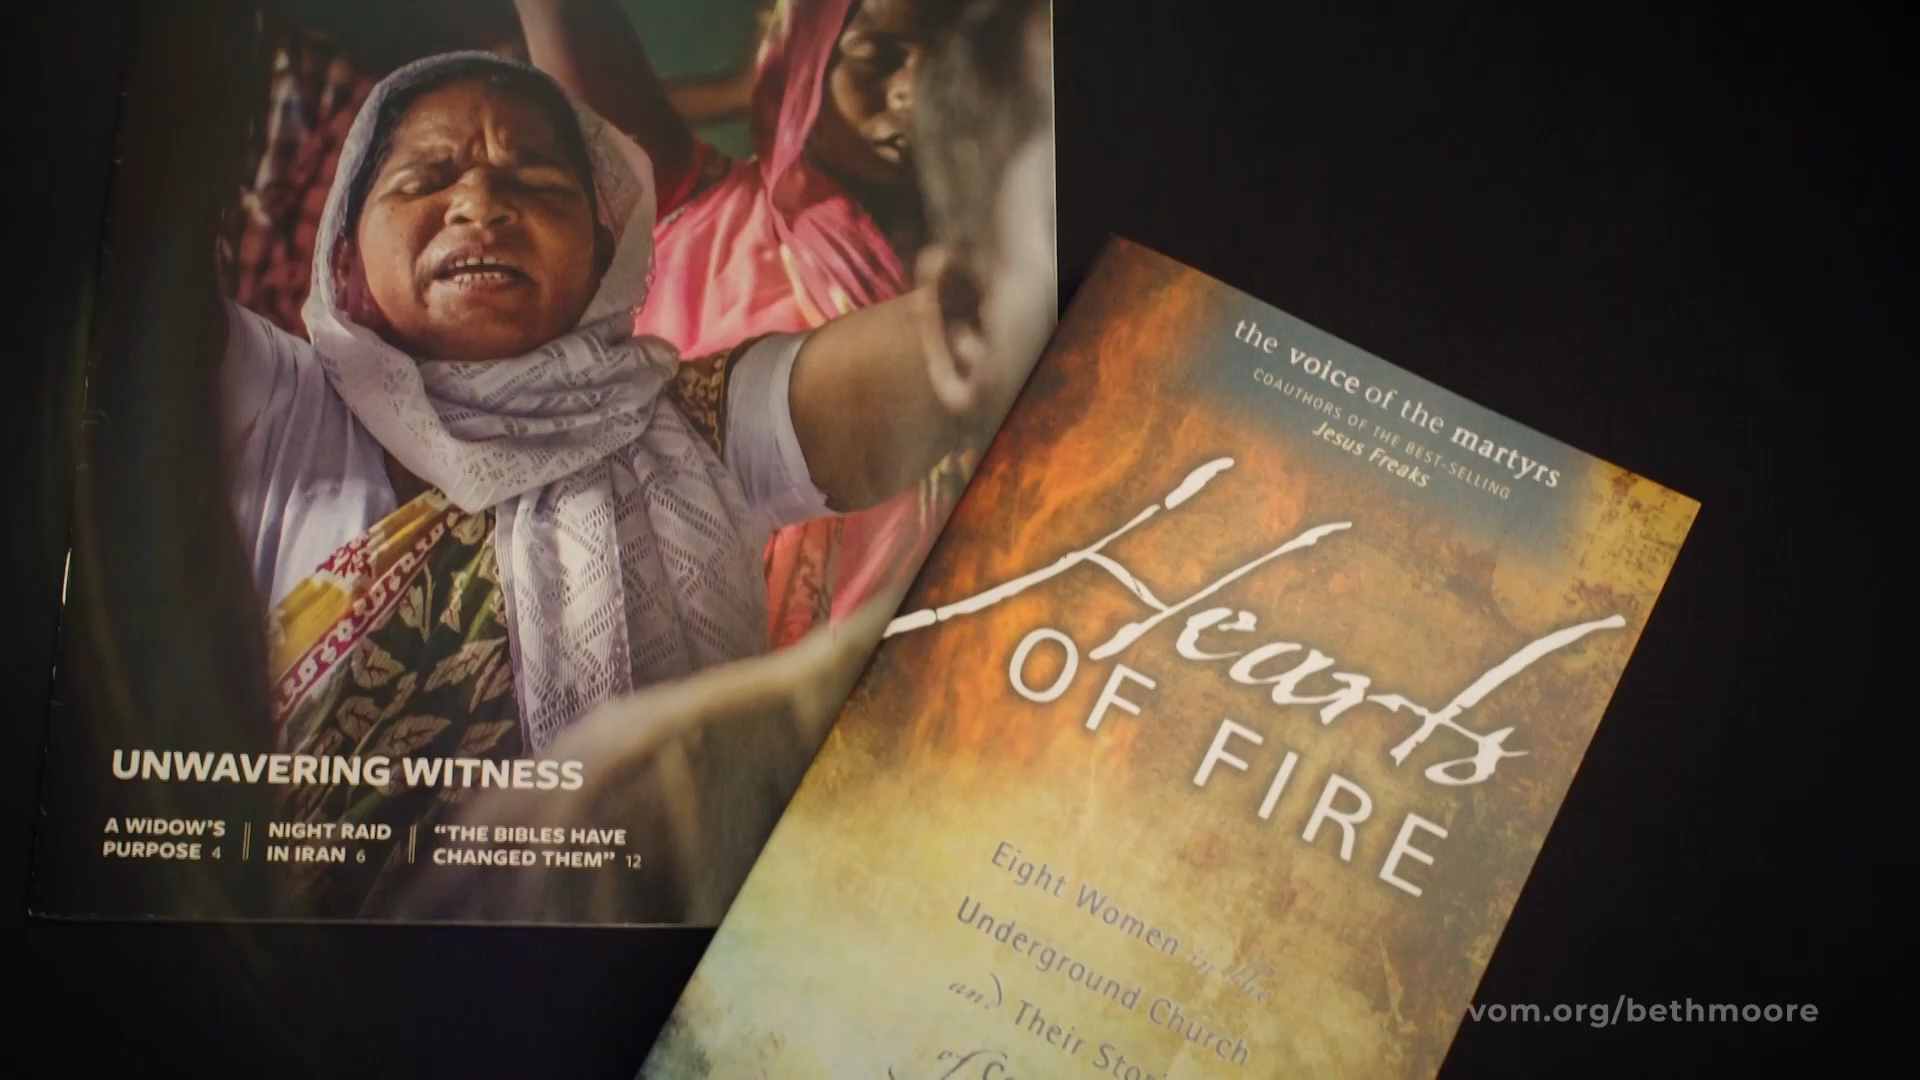 UNWAVERING WITNESS
A WIDOW'S
PURPOSE 4
NIGHT RAID
IN IRAN 6
"THE BIBLES HAVE
CHANGED THEM" 12
the voice of the martyrs
COAUTHORS OF THE BEST-SELLING
Jesus Freaks
Hearts
OF FIRE
Eight Women in the
Underground Church
and Their
of
vom.org/bethmoore